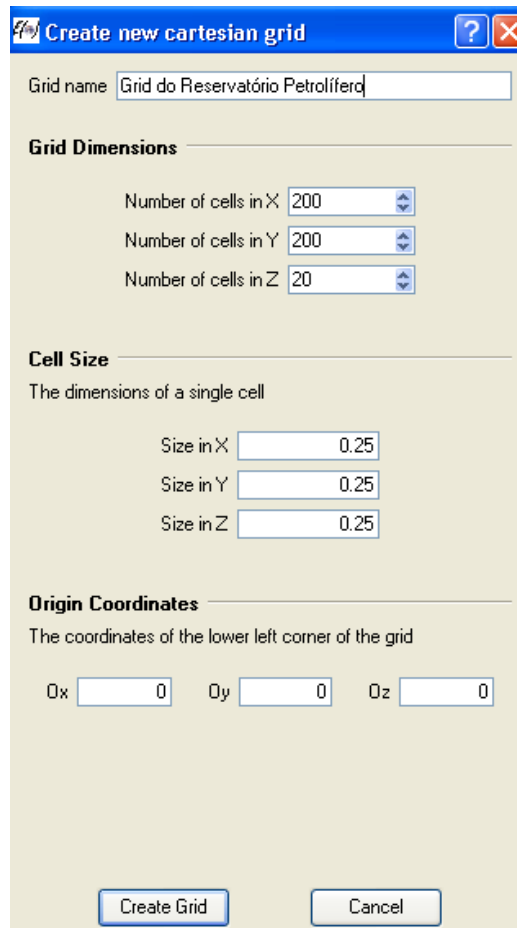 Create new cartesian grid
Grid name Grid do Reservatório Petrolífero
Grid Dimensions
Number of cells in X 200
Number of cells in Y 200
Number of cells in Z 20
Cell Size
The dimensions of a single cell
Size in X 0.25
Size in Y 0.25
Size in Z 0.25
Origin Coordinates
The coordinates of the lower left corner of the grid
Ox 0 Oy 0 Oz 0
Create Grid Cancel